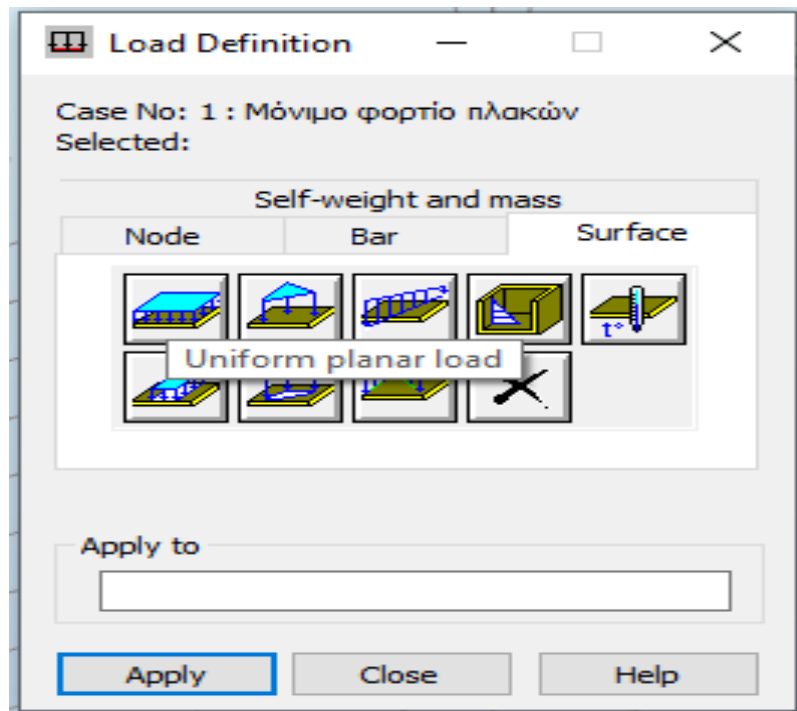 Load Definition
Case No: 1 : Μόνιμο φορτίο πλακών
Selected:
Self-weight and mass
Node Bar Surface
t°
Uniform planar load
Apply to
Apply Close Help